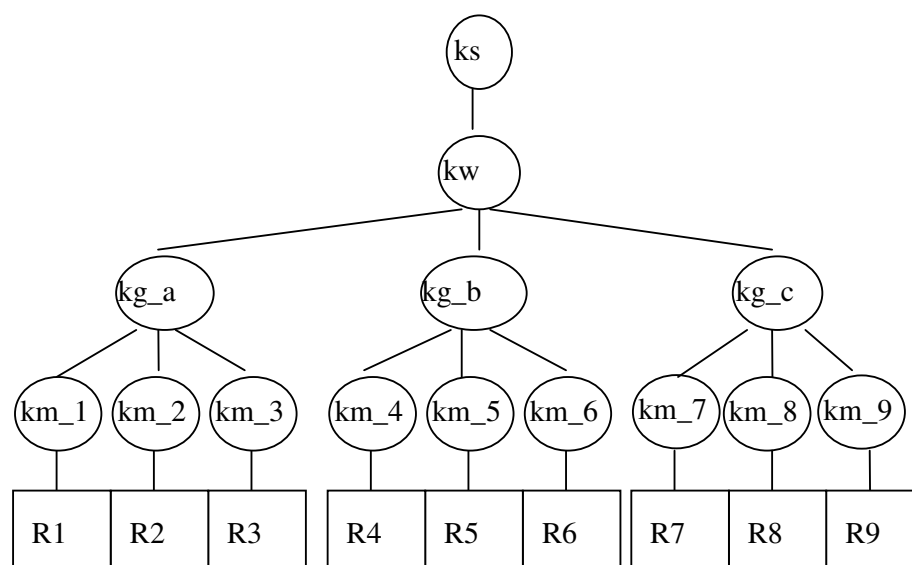 ks
kw
kg_a kg_b kg_c
km_1 km_2 km_3 km_4 km_5 km_6 km_7 km_8 km_9
R1 R2 R3 R4 R5 R6 R7 R8 R9